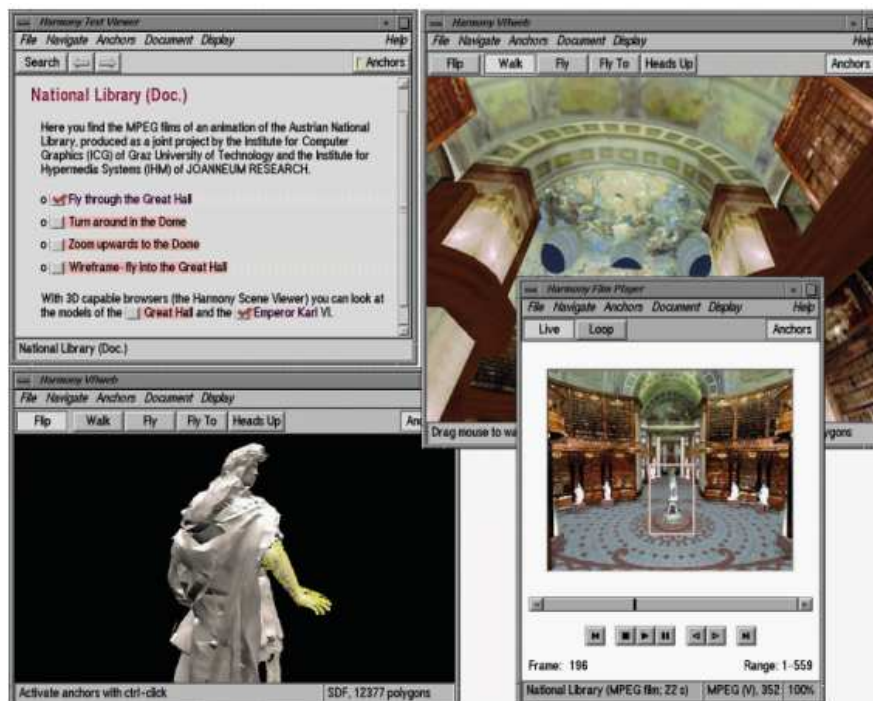 Harmony Text Viewer
File Navigate Anchors Document Display Help
Search Anchors
National Library (Doc.)
Here you find the MPEG films of an animation of the Austrian National
Library, produced as a joint project by the Institute for Computer
Graphics (ICG) of Graz University of Technology and the Institute for
Hypermedia Systems (IHM) of JOANNEUM RESEARCH.
o Fly through the Great Hall
o Turn around in the Dome
o Zoom upwards to the Dome
o Wireframe-fly into the Great Hall
With 3D capable browsers (the Harmony Scene Viewer) you can look at
the models of the Great Hall and the Emperor Karl VI.
National Library (Doc.)
Harmony VRweb
File Navigate Anchors Document Display Help
Flip Walk Fly Fly To Heads Up Anchors
Drag mouse to wa
ygons
Harmony Film Player
File Navigate Anchors Document Display Help
Live Loop Anchors
Frame: 196 Range: 1-559
National Library (MPEG film; 22 s) MPEG (V), 352 100%
Harmony VRweb
File Navigate Anchors Document Display
Flip Walk Fly Fly To Heads Up An
Activate anchors with ctrl-click SDF, 12377 polygons